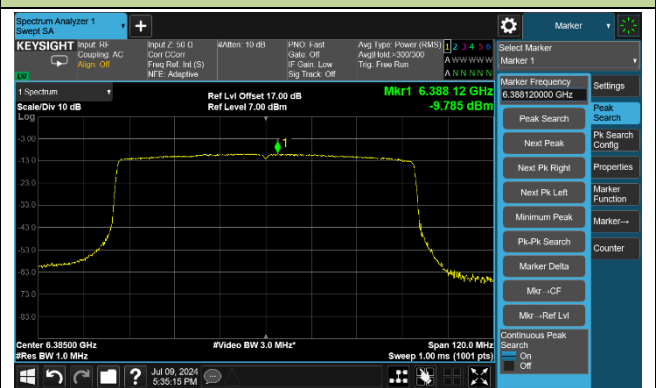 Spectrum Analyzer 1
Swept SA
Marker
KEYSIGHT
Input: RF
Coupling: AC
Align: Off
Input Z: 50 Ω
Corr CCorr
Freq Ref: Int (S)
NFE: Adaptive
#Atten: 10 dB
PNO: Fast
Gate: Off
IF Gain: Low
Sig Track: Off
Avg Type: Power (RMS)
Avg|Hold:>300/300
Trig: Free Run
1 2 3 4 5 6
A W W W W W
A N N N N N
LU
1 Spectrum
Scale/Div 10 dB
Log
Ref Lvl Offset 17.00 dB
Ref Level 7.00 dBm
Mkr1 6.388 12 GHz
-9.785 dBm
1
-3.00
-13.0
-23.0
-33.0
-43.0
-53.0
-63.0
-73.0
-83.0
Center 6.38500 GHz
#Res BW 1.0 MHz
#Video BW 3.0 MHz*
Span 120.0 MHz
Sweep 1.00 ms (1001 pts)
Select Marker
Marker 1
Marker Frequency
6.388120000 GHz
Peak Search
Next Peak
Next Pk Right
Next Pk Left
Minimum Peak
Pk-Pk Search
Marker Delta
Mkr→CF
Mkr→Ref Lvl
Continuous Peak
Search
On
Off
Settings
Peak
Search
Pk Search
Config
Properties
Marker
Function
Marker→
Counter
?
Jul 09, 2024
5:35:15 PM